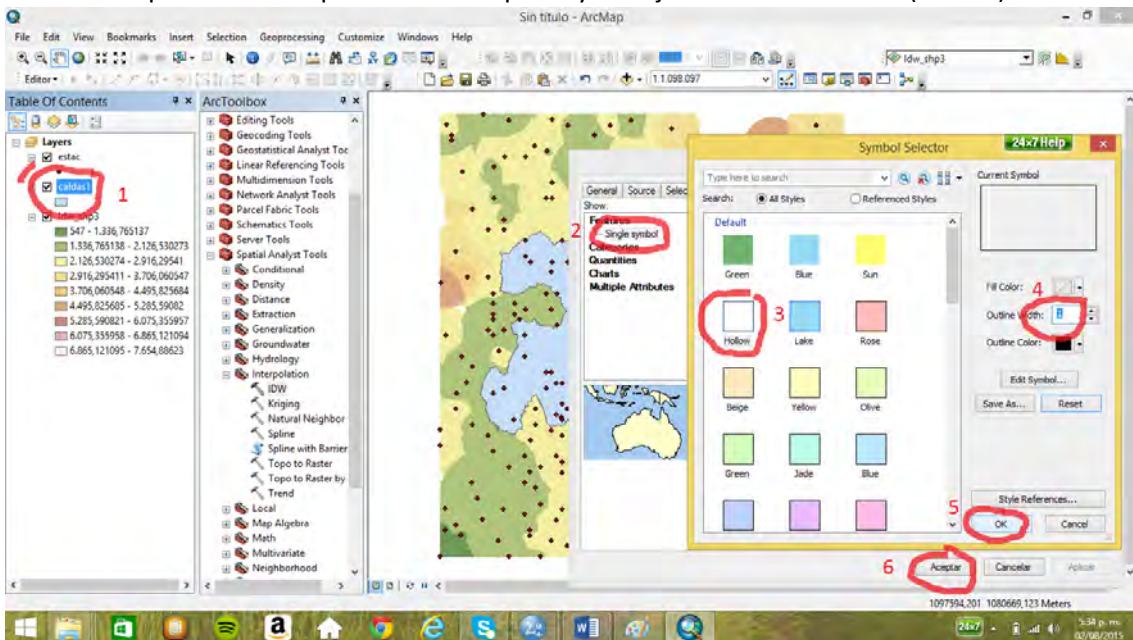 Sin título - ArcMap
File Edit View Bookmarks Insert Selection Geoprocessing Customize Windows Help
Idw_shp3
Editor
1:1.098.097
Table Of Contents
Layers
estac
caldas1
1
Idw_shp3
547 - 1.336,765137
1.336,765138 - 2.126,530273
2.126,530274 - 2.916,29541
2.916,295411 - 3.706,060547
3.706,060548 - 4.495,825684
4.495,825685 - 5.285,59082
5.285,590821 - 6.075,355957
6.075,355958 - 6.865,121094
6.865,121095 - 7.654,88623
ArcToolbox
Editing Tools
Geocoding Tools
Geostatistical Analyst Toc
Linear Referencing Tools
Multidimension Tools
Network Analyst Tools
Parcel Fabric Tools
Schematics Tools
Server Tools
Spatial Analyst Tools
Conditional
Density
Distance
Extraction
Generalization
Groundwater
Hydrology
Interpolation
IDW
Kriging
Natural Neighbor
Spline
Spline with Barrier
Topo to Raster
Topo to Raster by
Trend
Local
Map Algebra
Math
Multivariate
Neighborhood
General Source Selec
Show:
Features
2 Single symbol
Categories
Quantities
Charts
Multiple Attributes
Symbol Selector
24x7 Help
Type here to search
Search: All Styles Referenced Styles
Default
Green Blue Sun
3
Hollow Lake Rose
Beige Yellow Olive
Green Jade Blue
Current Symbol
Fill Color:
4
Outline Width: 1
Outline Color:
Edit Symbol...
Save As... Reset
Style References...
5
OK Cancel
6 Aceptar Cancelar Aplicar
1097594,201 1080669,123 Meters
24x7
5:34 p. m.
02/08/2015